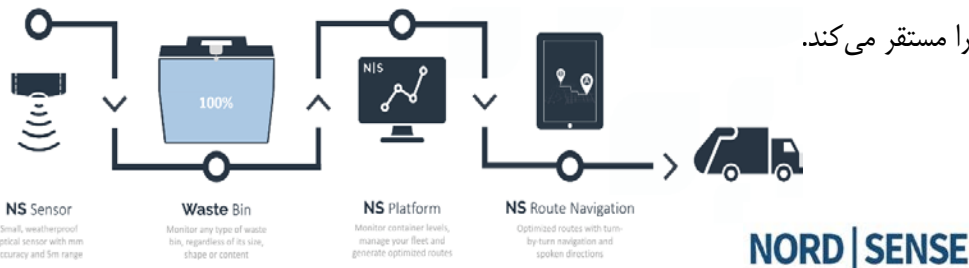 را مستقر می‌کند.
N|S
100%
NS Sensor
Small, weatherproof
optical sensor with mm
accuracy and 5m range
Waste Bin
Monitor any type of waste
bin, regardless of its size,
shape or content
NS Platform
Monitor container levels,
manage your fleet and
generate optimized routes
NS Route Navigation
Optimized routes with turn-
by-turn navigation and
spoken directions
NORD | SENSE